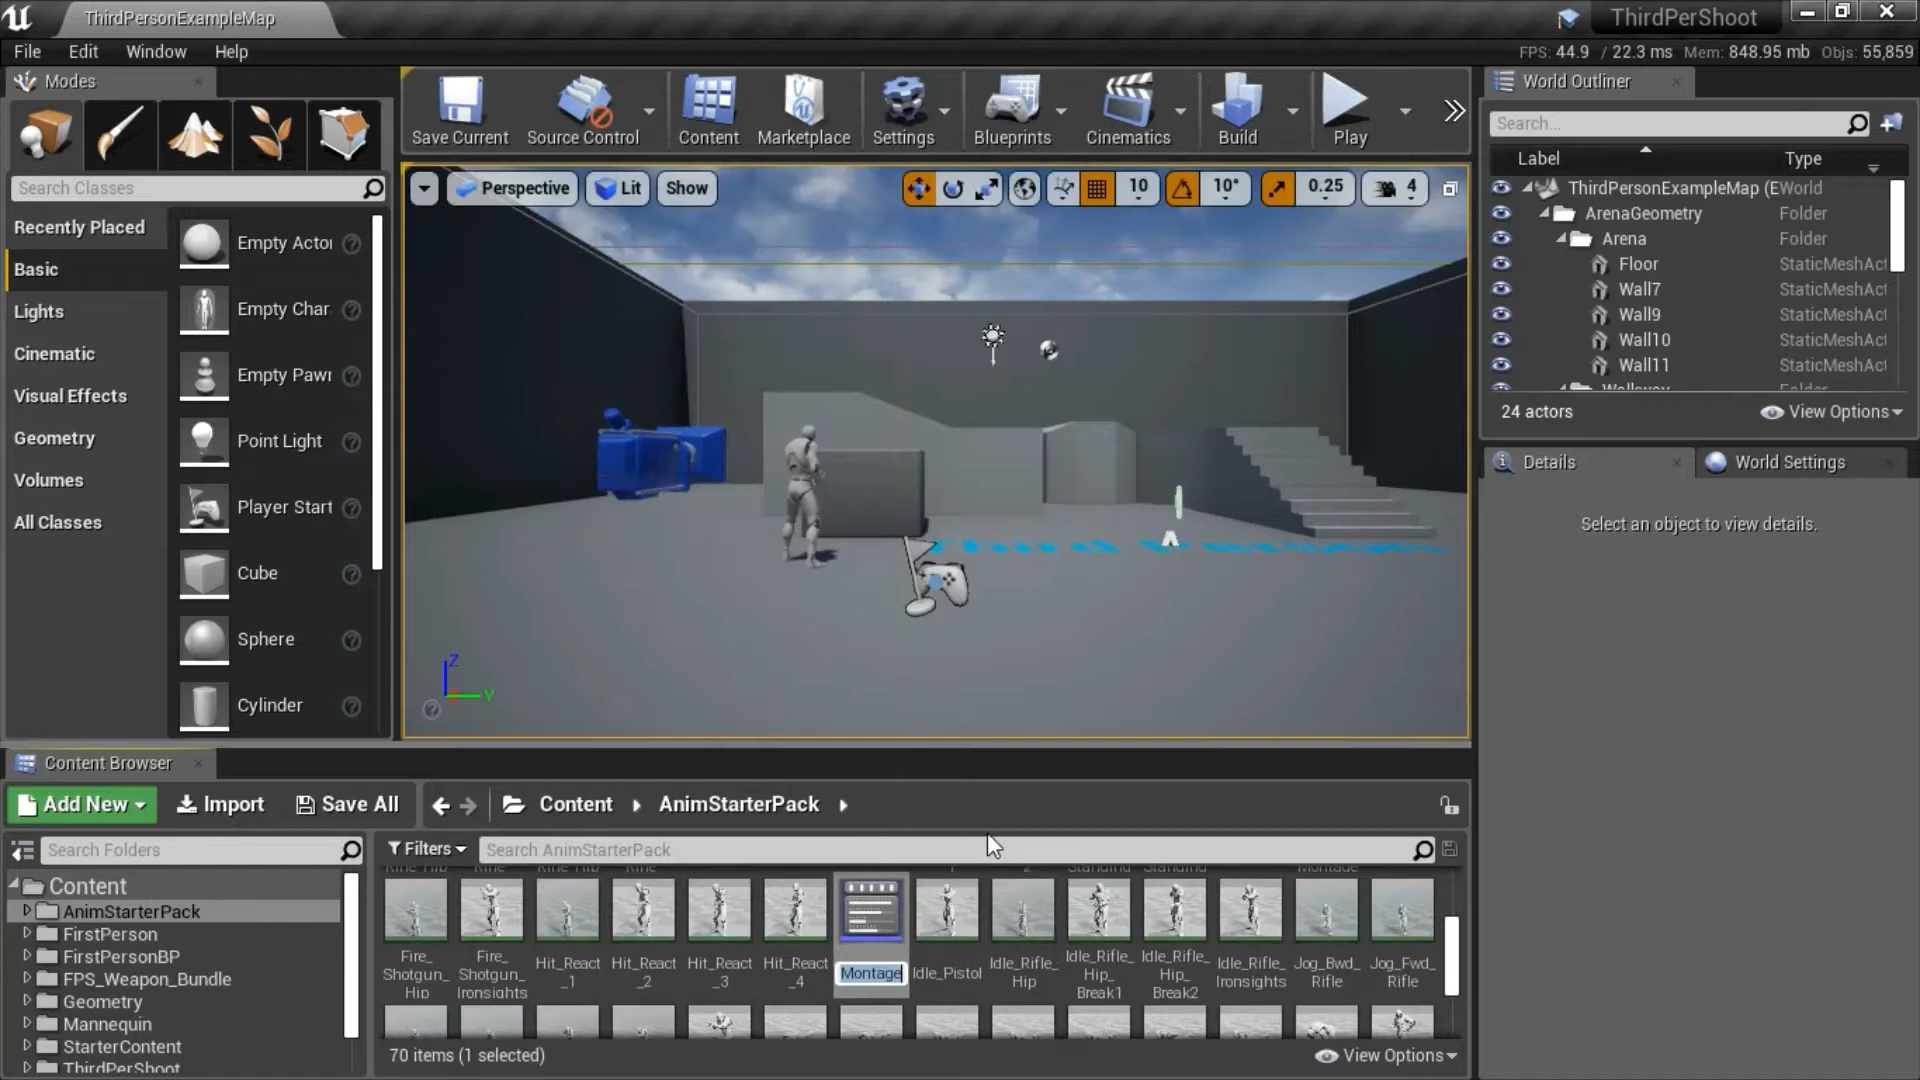 ThirdPersonExampleMap
ThirdPerShoot
File Edit Window Help
FPS: 44.9 / 22.3 ms Mem: 848.95 mb Objs: 55,859
Modes
Search Classes
Recently Placed
Basic
Lights
Cinematic
Visual Effects
Geometry
Volumes
All Classes
Empty Acto
Empty Char
Empty Pawn
Point Light
Player Start
Cube
Sphere
Cylinder
Save Current
Source Control
Content
Marketplace
Settings
Blueprints
Cinematics
Build
Play
Perspective
Lit
Show
10
10°
0.25
4
Z
Y
World Outliner
Search...
Label Type
ThirdPersonExampleMap (E World
ArenaGeometry Folder
Arena Folder
Floor StaticMeshAct
Wall7 StaticMeshAct
Wall9 StaticMeshAct
Wall10 StaticMeshAct
Wall11 StaticMeshAct
Walkway Folder
24 actors
View Options
Details
World Settings
Select an object to view details.
Content Browser
Add New
Import
Save All
Content
AnimStarterPack
Search Folders
Filters
Search AnimStarterPack
Content
AnimStarterPack
FirstPerson
FirstPersonBP
FPS_Weapon_Bundle
Geometry
Mannequin
StarterContent
ThirdPerShoot
Fire_
Shotgun_
Hip
Fire_
Shotgun_
Ironsights
Hit_React
_1
Hit_React
_2
Hit_React
_3
Hit_React
_4
Montage
Idle_Pistol
Idle_Rifle_
Hip
Idle_Rifle_
Hip_
Break1
Idle_Rifle_
Hip_
Break2
Idle_Rifle_
Ironsights
Jog_Bwd_
Rifle
Jog_Fwd_
Rifle
70 items (1 selected)
View Options